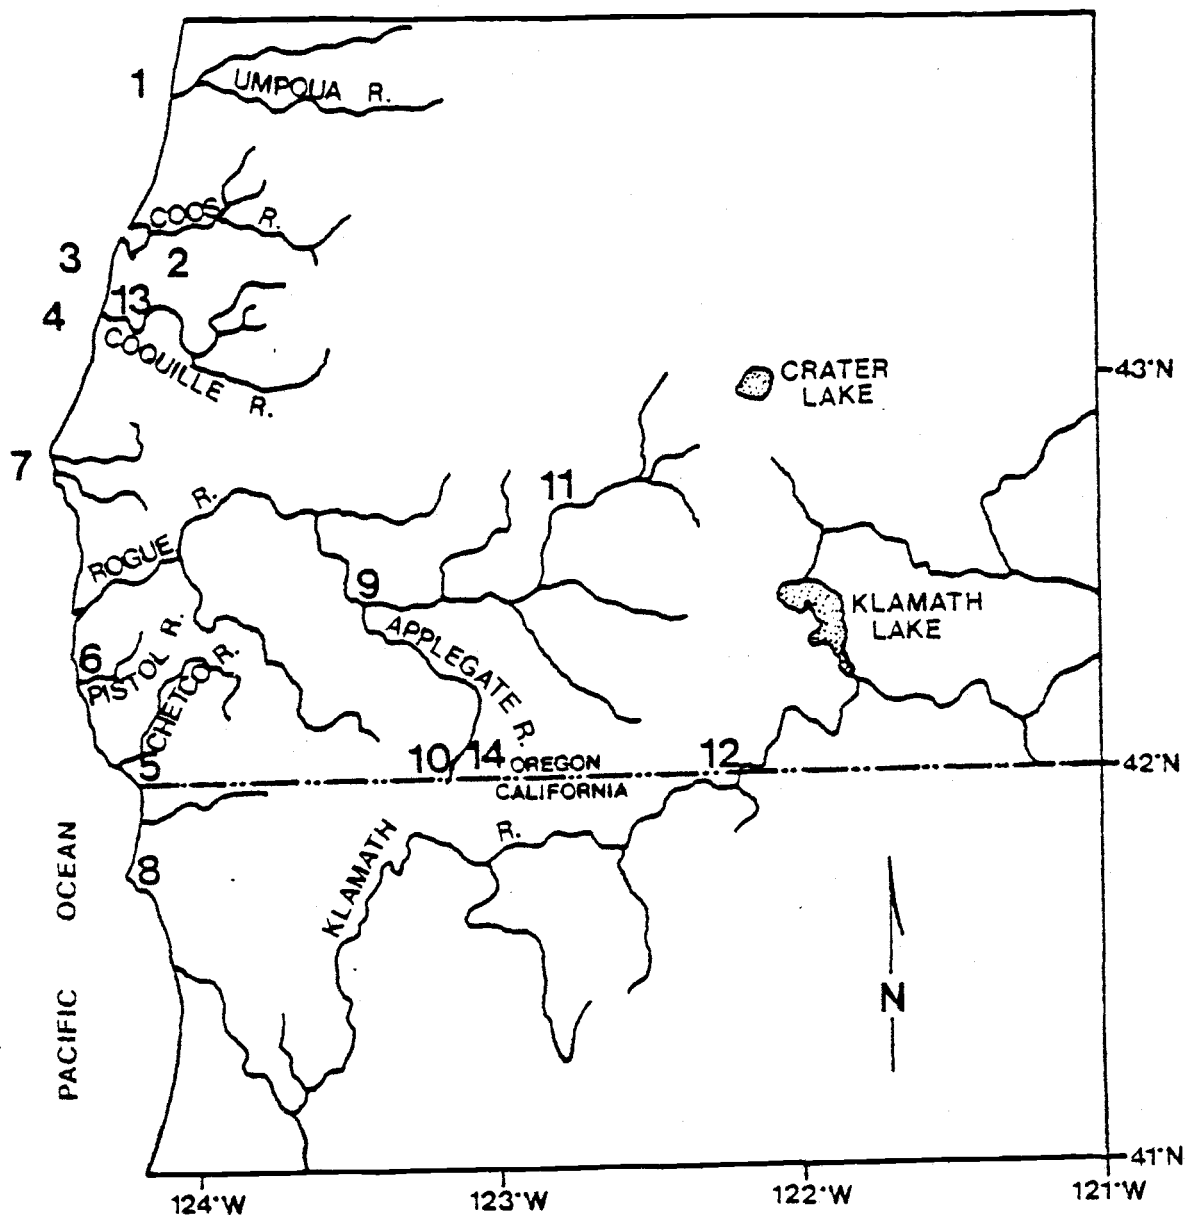 1
UMPQUA R.
COOS R.
3
2
13
4
COQUILLE R.
43°N
CRATER
LAKE
7
11
ROGUE R.
9
KLAMATH
LAKE
APPLEGATE R.
6
PISTOL R.
CHETCO R.
5
10
14
OREGON
12
42°N
CALIFORNIA
8
KLAMATH R.
PACIFIC OCEAN
N
41°N
124°W
123°W
122°W
121°W